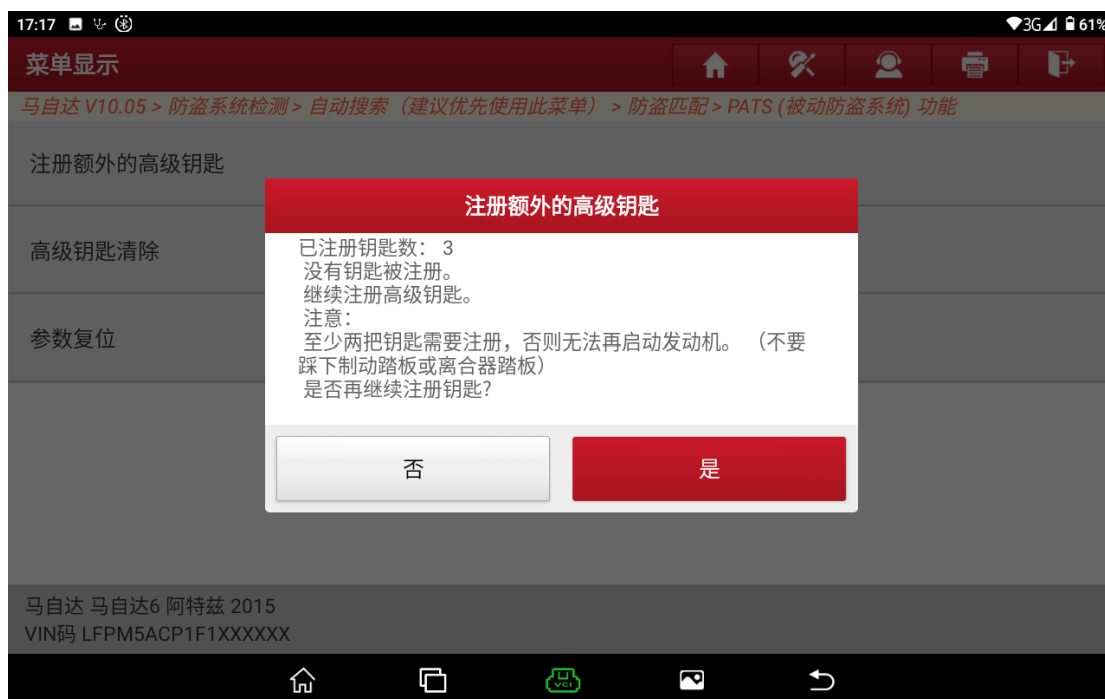 17:17
3G
61%
菜单显示
马自达 V10.05 > 防盗系统检测 > 自动搜索（建议优先使用此菜单） > 防盗匹配 > PATS (被动防盗系统) 功能
注册额外的高级钥匙
高级钥匙清除
参数复位
注册额外的高级钥匙
已注册钥匙数： 3
没有钥匙被注册。
继续注册高级钥匙。
注意：
至少两把钥匙需要注册，否则无法再启动发动机。 （不要
踩下制动踏板或离合器踏板）
是否再继续注册钥匙?
否
是
马自达 马自达6 阿特兹 2015
VIN码 LFPM5ACP1F1XXXXXX
VCI